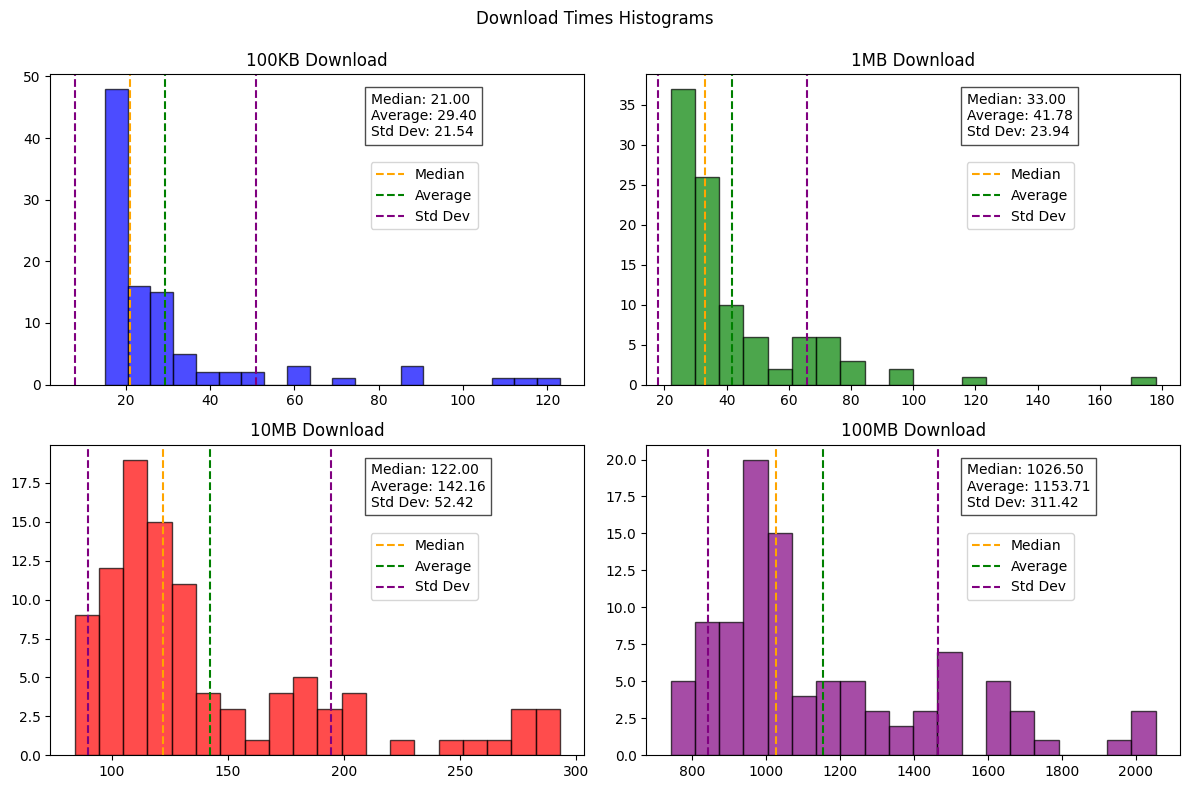 Download Times Histograms
100KB Download
50
40
30
20
10
0
20
40
60
80
100
120
Median: 21.00
Average: 29.40
Std Dev: 21.54
Median
Average
Std Dev
1MB Download
35
30
25
20
15
10
5
0
20
40
60
80
100
120
140
160
180
Median: 33.00
Average: 41.78
Std Dev: 23.94
Median
Average
Std Dev
10MB Download
17.5
15.0
12.5
10.0
7.5
5.0
2.5
0.0
100
150
200
250
300
Median: 122.00
Average: 142.16
Std Dev: 52.42
Median
Average
Std Dev
100MB Download
20.0
17.5
15.0
12.5
10.0
7.5
5.0
2.5
0.0
800
1000
1200
1400
1600
1800
2000
Median: 1026.50
Average: 1153.71
Std Dev: 311.42
Median
Average
Std Dev